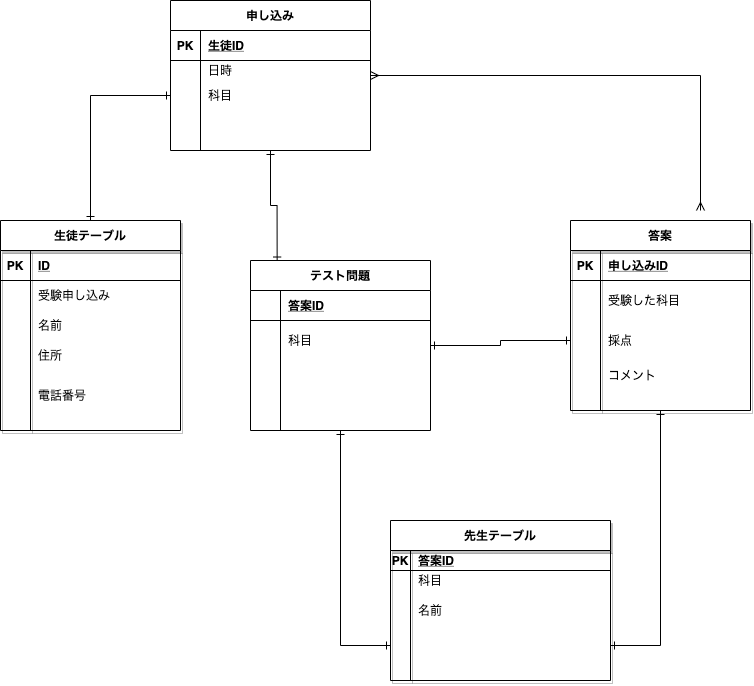 申し込み
PK 生徒ID
日時
科目
生徒テーブル
PK ID
受験申し込み
名前
住所
電話番号
テスト問題
答案ID
科目
答案
PK 申し込みID
受験した科目
採点
コメント
先生テーブル
PK 答案ID
科目
名前